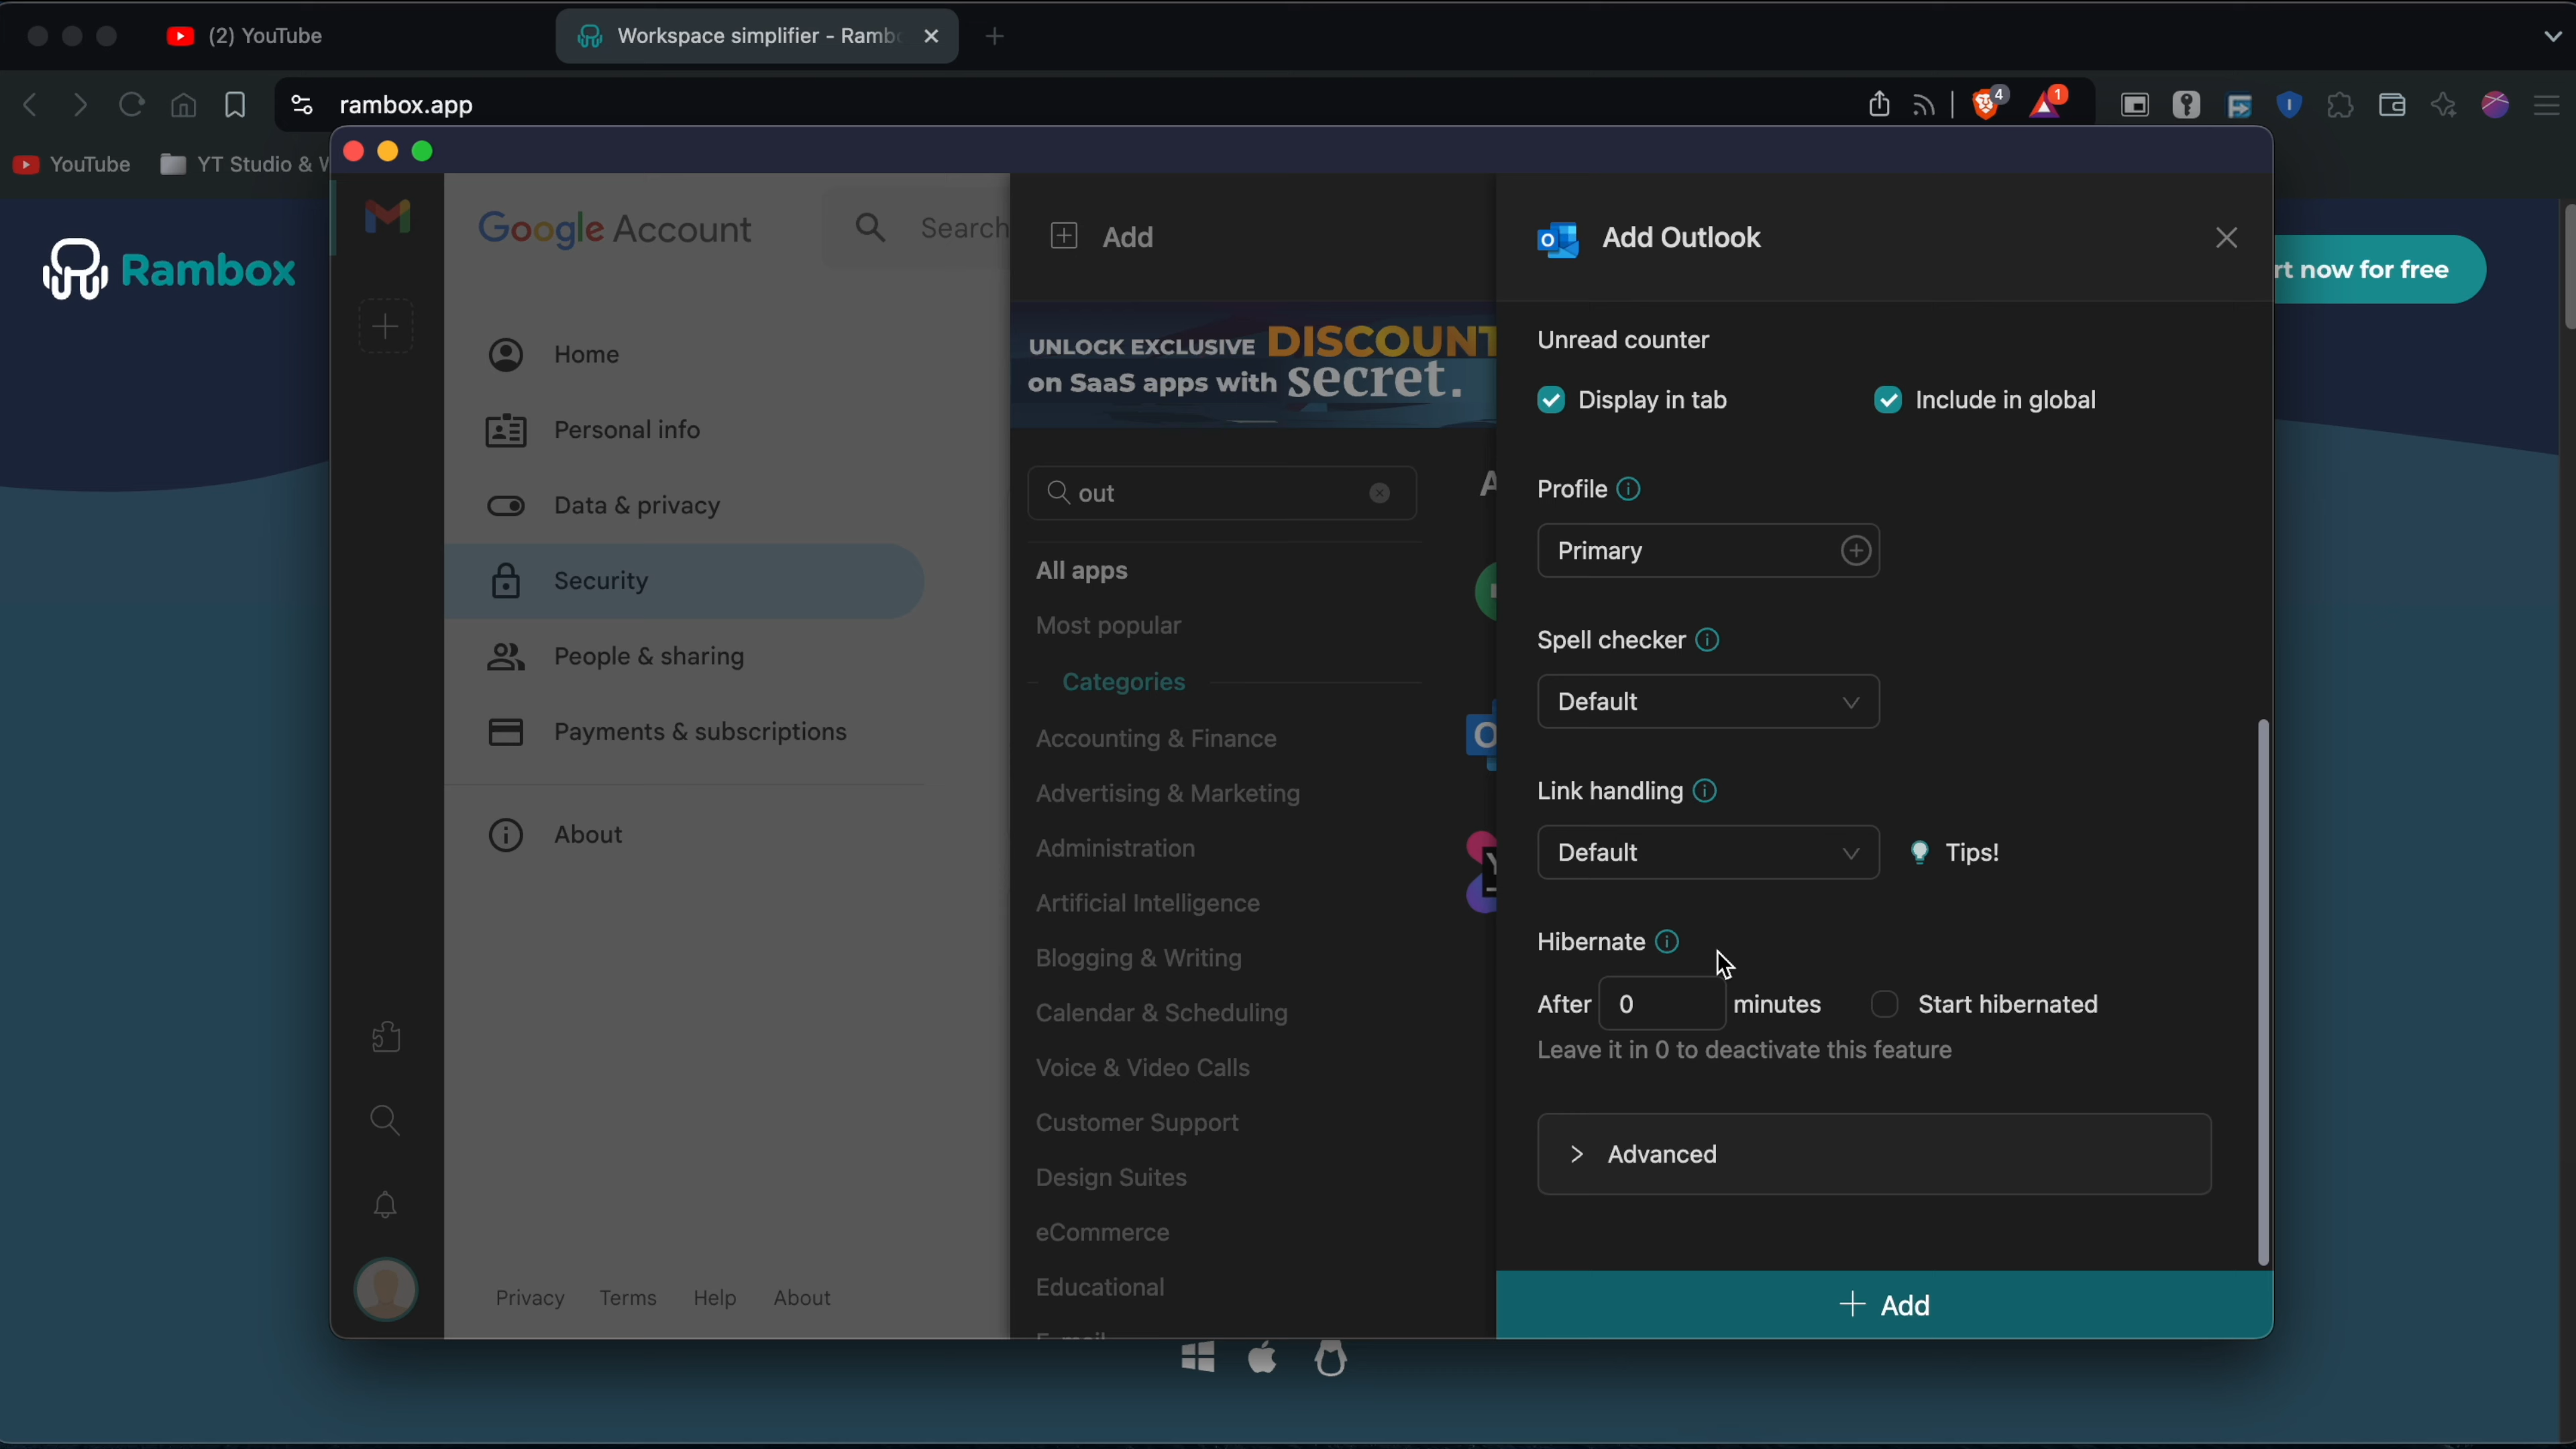 (2) YouTube
Workspace simplifier - Rambo
rambox.app
4
1
YouTube
YT Studio & W
Rambox
rt now for free
Google Account
Search
Home
Personal info
Data & privacy
Security
People & sharing
Payments & subscriptions
About
Privacy Terms Help About
Add
UNLOCK EXCLUSIVE DISCOUNT
on SaaS apps with secret.
out
All apps
Most popular
Categories
Accounting & Finance
Advertising & Marketing
Administration
Artificial Intelligence
Blogging & Writing
Calendar & Scheduling
Voice & Video Calls
Customer Support
Design Suites
eCommerce
Educational
Add Outlook
Unread counter
Display in tab
Include in global
Profile
Primary
Spell checker
Default
Link handling
Default
Tips!
Hibernate
After 0 minutes
Start hibernated
Leave it in 0 to deactivate this feature
Advanced
Add